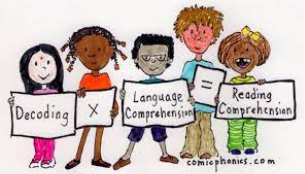 Decoding
X
Language
Comprehension
=
Reading
Comprehension
comicphonics.com